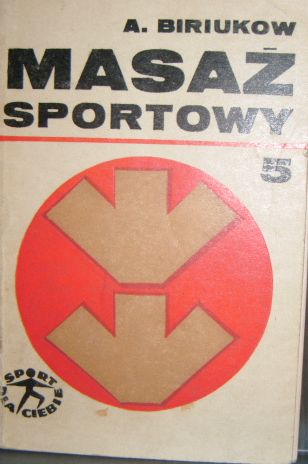 A. BIRIUKOW
MASAŻ
SPORTOWY
5
SPORT
DLA CIEBIE